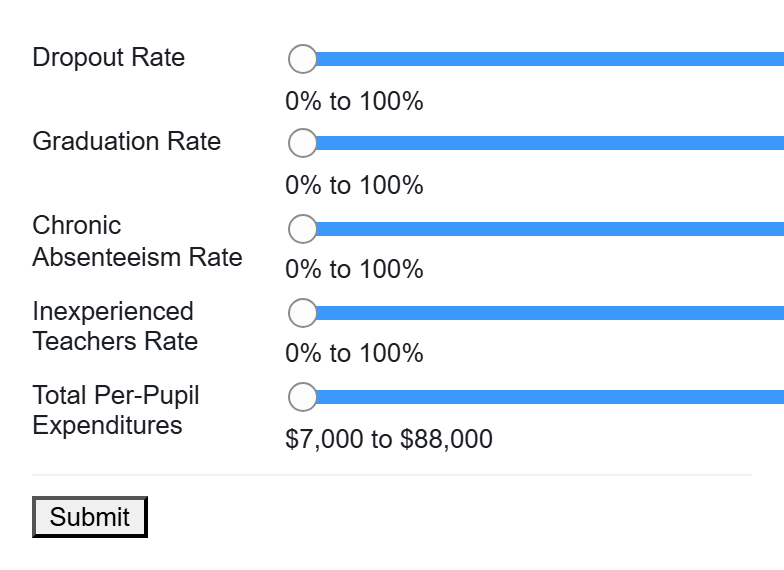 Dropout Rate
0% to 100%
Graduation Rate
0% to 100%
Chronic
Absenteeism Rate
0% to 100%
Inexperienced
Teachers Rate
0% to 100%
Total Per-Pupil
Expenditures
$7,000 to $88,000
Submit